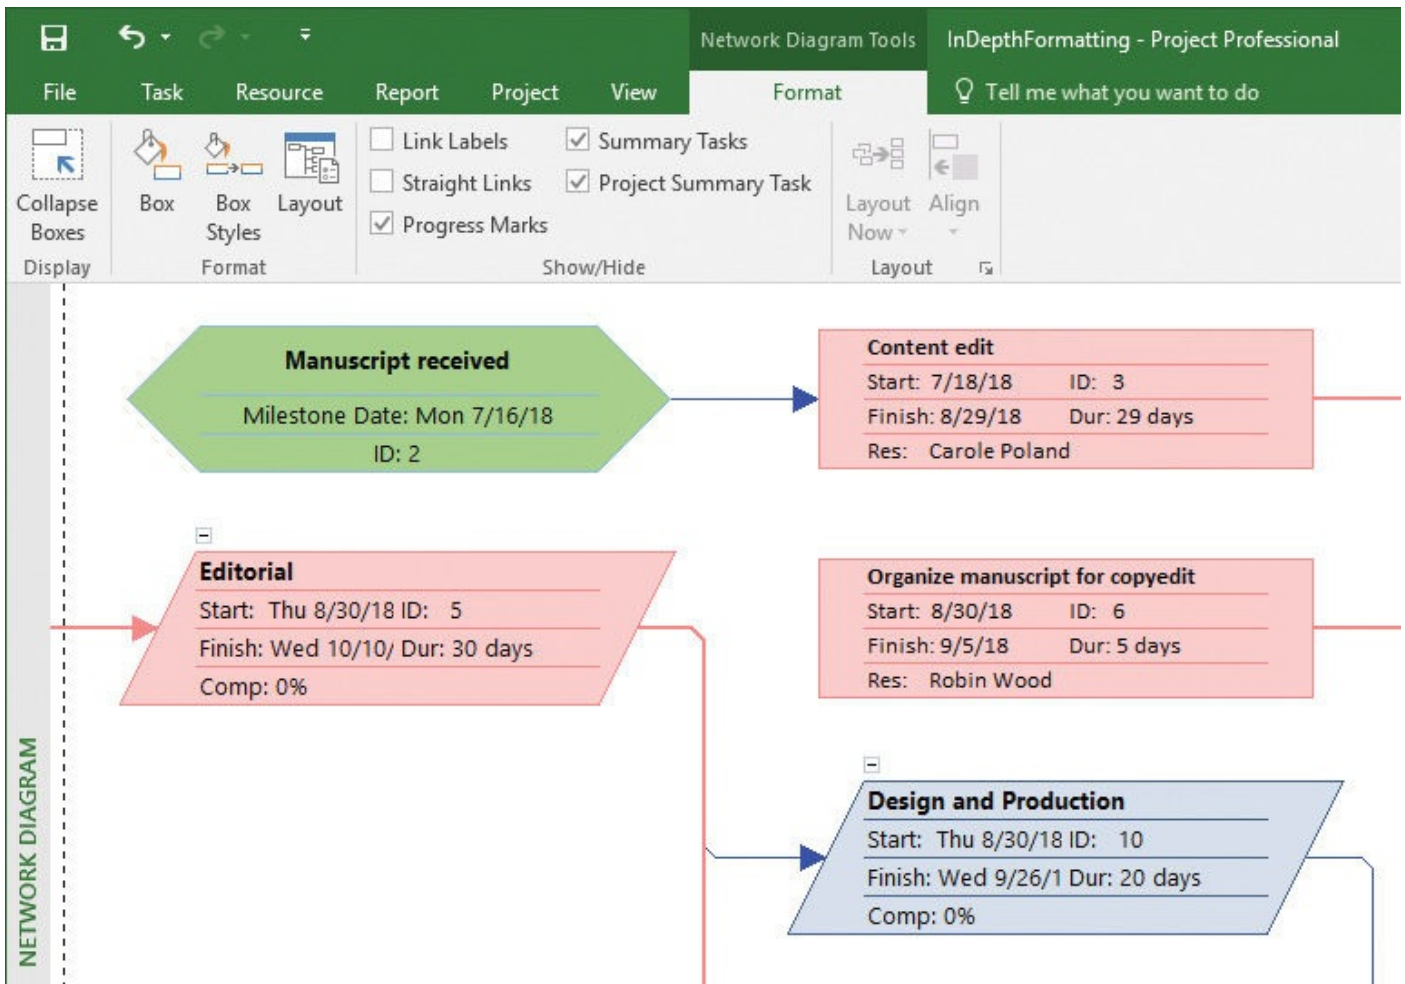 Network Diagram Tools InDepthFormatting - Project Professional
File Task Resource Report Project View Format Tell me what you want to do
Link Labels Summary Tasks
Straight Links Project Summary Task
Progress Marks
Collapse Boxes
Box
Box Styles
Layout
Layout Now
Align
Display Format Show/Hide Layout
Manuscript received
Milestone Date: Mon 7/16/18
ID: 2
Content edit
Start: 7/18/18 ID: 3
Finish: 8/29/18 Dur: 29 days
Res: Carole Poland
Editorial
Start: Thu 8/30/18 ID: 5
Finish: Wed 10/10/ Dur: 30 days
Comp: 0%
Organize manuscript for copyedit
Start: 8/30/18 ID: 6
Finish: 9/5/18 Dur: 5 days
Res: Robin Wood
Design and Production
Start: Thu 8/30/18 ID: 10
Finish: Wed 9/26/1 Dur: 20 days
Comp: 0%
NETWORK DIAGRAM